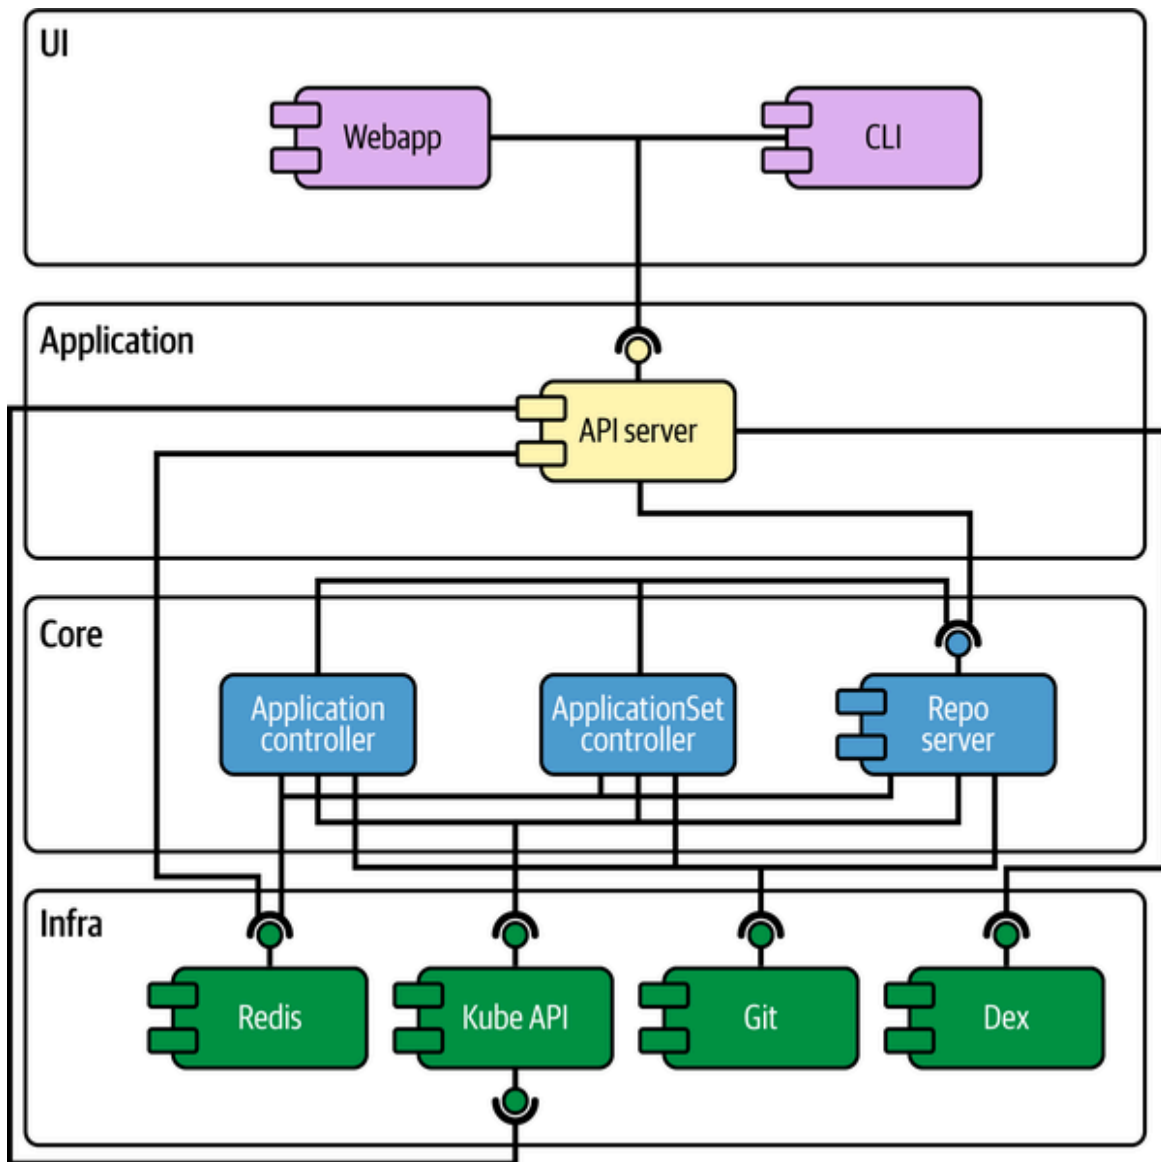 UI
Webapp
CLI
Application
API server
Core
Application
controller
ApplicationSet
controller
Repo
server
Infra
Redis
Kube API
Git
Dex